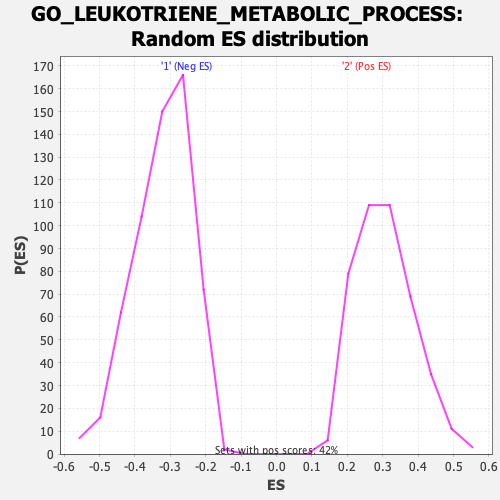 GO_LEUKOTRIENE_METABOLIC_PROCESS:
Random ES distribution
'1' (Neg ES)
'2' (Pos ES)
170
160
150
140
130
120
110
100
90
80
70
60
50
40
30
20
10
0
P(ES)
Sets with pos scores: 42%
-0.6 -0.5 -0.4 -0.3 -0.2 -0.1 0.0 0.1 0.2 0.3 0.4 0.5 0.6
ES